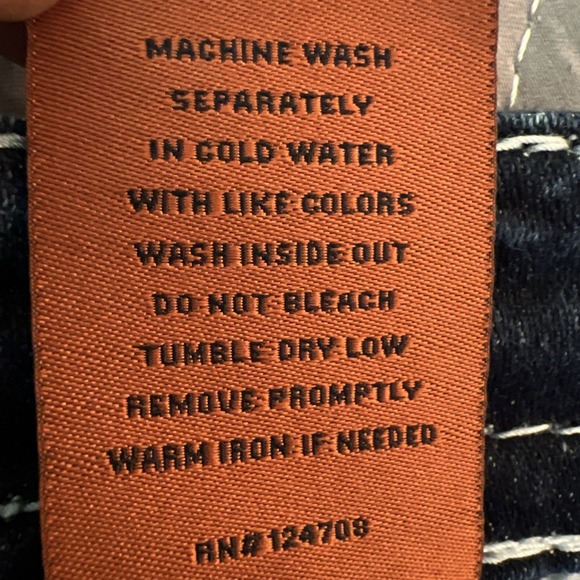 MACHINE WASH
SEPARATELY
IN COLD WATER
WITH LIKE COLORS
WASH INSIDE OUT
DO NOT BLEACH
TUMBLE DRY LOW
REMOVE PROMPTLY
WARM IRON IF NEEDED
RN#124708